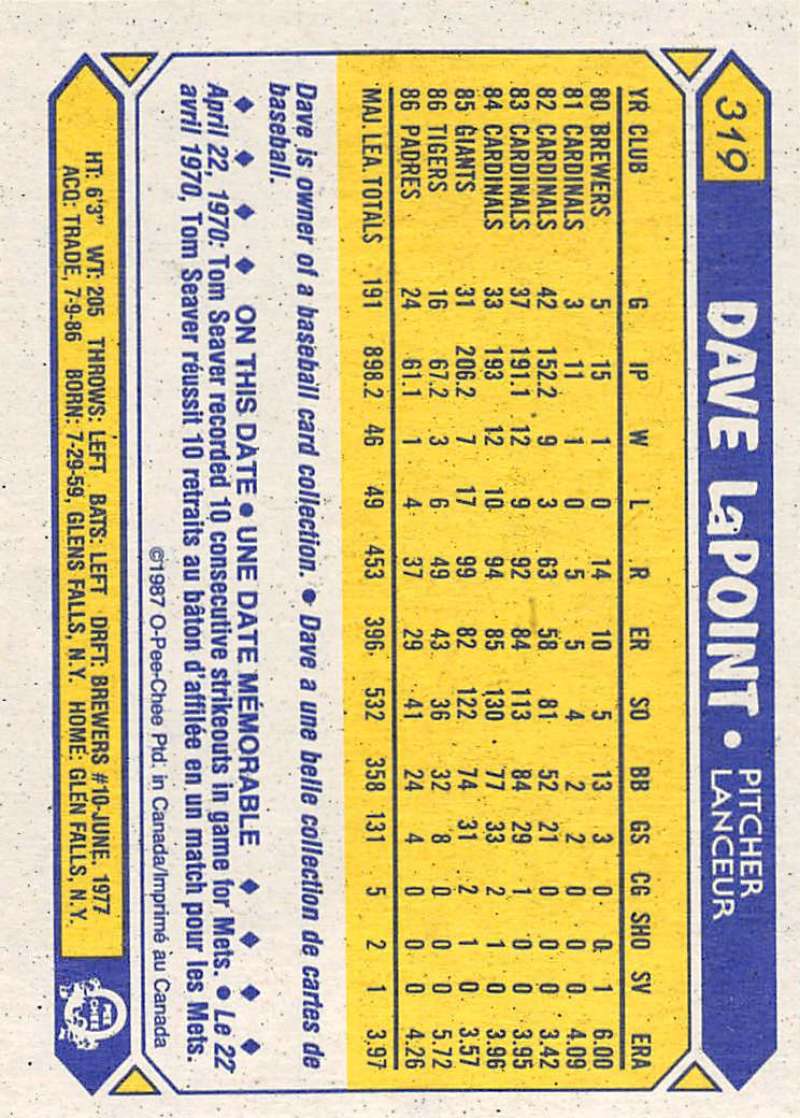 319
DAVE LaPOINT • PITCHER
LANCEUR
YR CLUB G IP W L R ER SO BB GS CG SHO SV ERA
80 BREWERS 5 15 1 0 14 10 5 13 3 0 0 1 6.00
81 CARDINALS 3 11 1 0 5 5 4 2 2 0 0 0 4.09
82 CARDINALS 42 152.2 9 3 63 58 81 52 21 0 0 0 3.42
83 CARDINALS 37 191.1 12 9 92 84 113 84 29 1 0 0 3.95
84 CARDINALS 33 193 12 10 94 85 130 77 33 2 1 0 3.96
85 GIANTS 31 206.2 7 17 99 82 122 74 31 2 1 0 3.57
86 TIGERS 16 67.2 3 6 49 43 36 32 8 0 0 0 5.72
86 PADRES 24 61.1 1 4 37 29 41 24 4 0 0 0 4.26
MAJ. LEA. TOTALS 191 898.2 46 49 453 396 532 358 131 5 2 1 3.97
Dave is owner of a baseball card collection. • Dave a une belle collection de cartes de
baseball.
◆ ◆ ◆ ◆ ON THIS DATE • UNE DATE MÉMORABLE ◆ ◆ ◆ ◆
April 22, 1970: Tom Seaver recorded 10 consecutive strikeouts in game for Mets. • Le 22
avril 1970, Tom Seaver réussit 10 retraits au bâton d'affilée en un match pour les Mets.
©1987 O-Pee-Chee Ptd. in Canada/Imprimé au Canada
HT: 6'3" WT: 205 THROWS: LEFT BATS: LEFT DRFT: BREWERS #10-JUNE, 1977
ACQ: TRADE, 7-9-86 BORN: 7-29-59, GLENS FALLS, N.Y. HOME: GLEN FALLS, N.Y.
O PEE CHEE